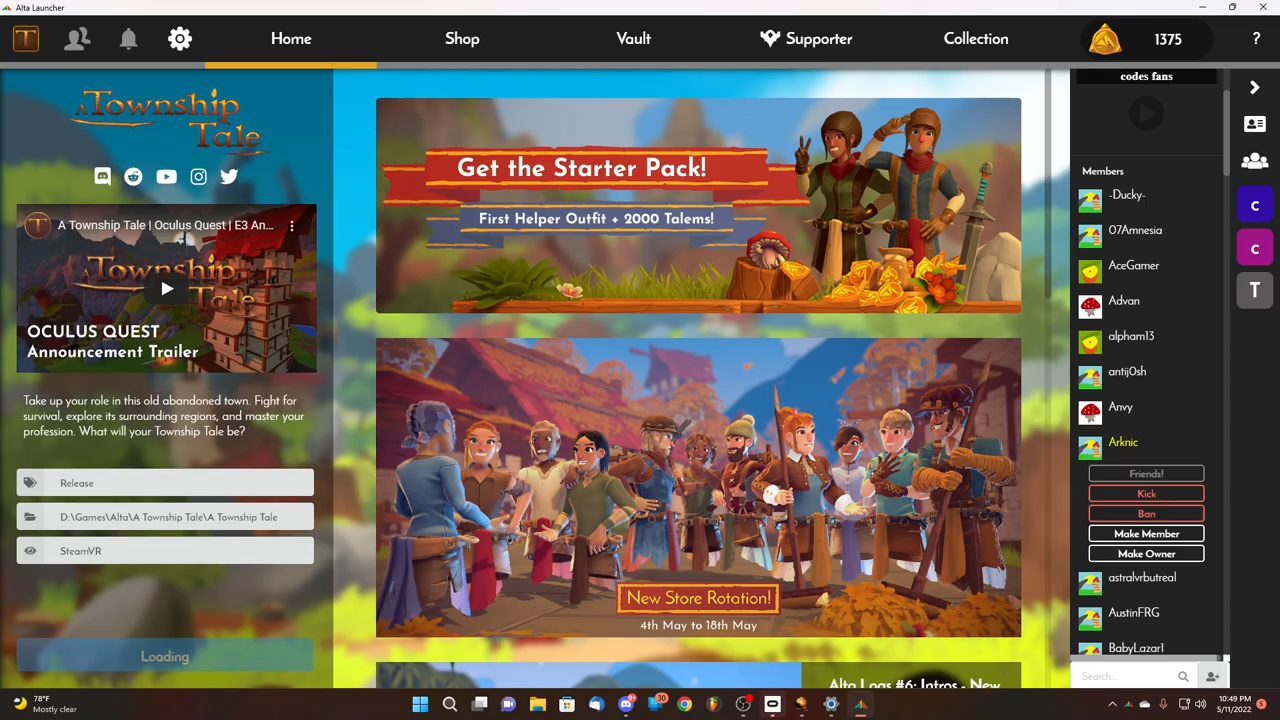 Alta Launcher
T
Home
Shop
Vault
Supporter
Collection
1375
?
A Township
Tale
A Township Tale | Oculus Quest | E3 An...
Township
Tale
OCULUS QUEST
Announcement Trailer
Take up your role in this old abandoned town. Fight for
survival, explore its surrounding regions, and master your
profession. What will your Township Tale be?
Release
D:\Games\Alta\A Township Tale\A Township Tale
SteamVR
Loading
Get the Starter Pack!
First Helper Outfit + 2000 Talems!
New Store Rotation!
4th May to 18th May
Alta Logs #6: Intros - New
codes fans
Members
-Ducky-
07Amnesia
AceGamer
Advan
alpham13
antij0sh
Anvy
Arknic
Friends!
Kick
Ban
Make Member
Make Owner
astralvrbutreal
AustinFRG
BabyLazar1
Search...
c
c
T
78°F
Mostly clear
30
10:49 PM
5/11/2022
5